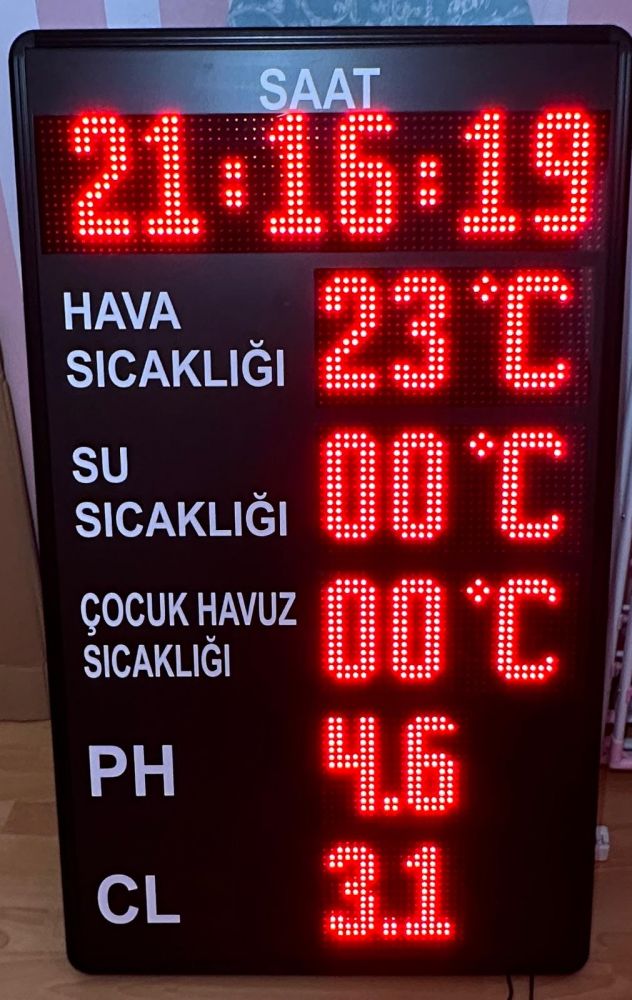 SAAT
21:16:19
HAVA
SICAKLIĞI
23°C
SU
SICAKLIĞI
00°C
ÇOCUK HAVUZ
SICAKLIĞI
00°C
PH
4.6
CL
3.1